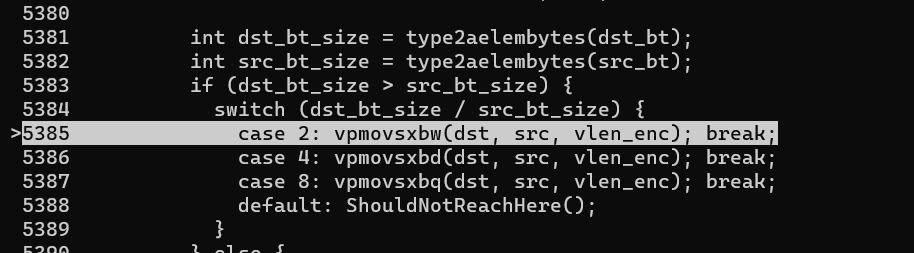 5380
5381 int dst_bt_size = type2aelembytes(dst_bt);
5382 int src_bt_size = type2aelembytes(src_bt);
5383 if (dst_bt_size > src_bt_size) {
5384 switch (dst_bt_size / src_bt_size) {
>5385 case 2: vpmovsxbw(dst, src, vlen_enc); break;
5386 case 4: vpmovsxbd(dst, src, vlen_enc); break;
5387 case 8: vpmovsxbq(dst, src, vlen_enc); break;
5388 default: ShouldNotReachHere();
5389 }
5390 } else {